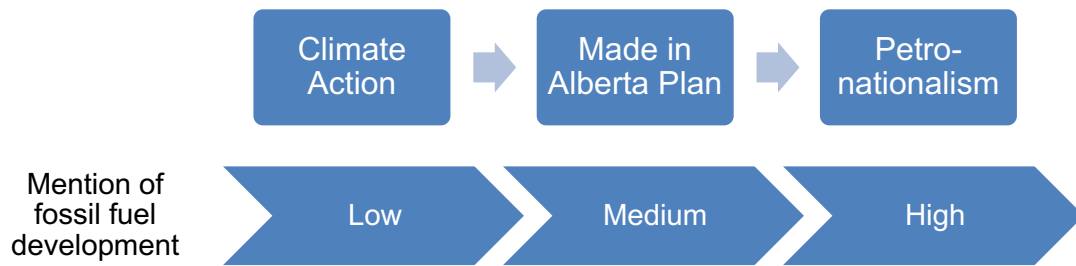 Climate
Action
Made in
Alberta Plan
Petro-
nationalism
Mention of
fossil fuel
development
Low
Medium
High